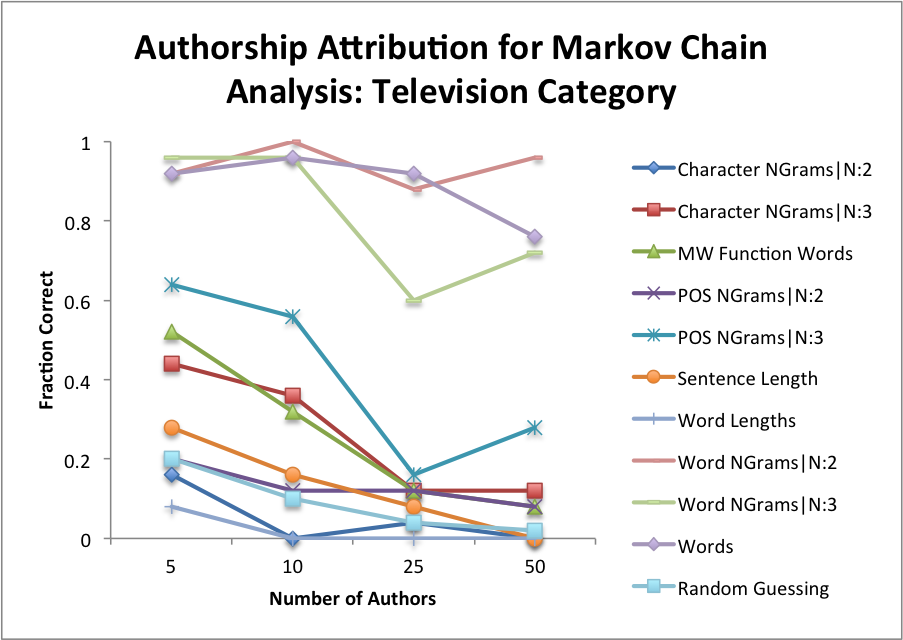 Authorship Attribution for Markov Chain
Analysis: Television Category
1
0.8
0.6
0.4
0.2
0
Fraction Correct
5 10 25 50
Number of Authors
Character NGrams|N:2
Character NGrams|N:3
MW Function Words
POS NGrams|N:2
POS NGrams|N:3
Sentence Length
Word Lengths
Word NGrams|N:2
Word NGrams|N:3
Words
Random Guessing